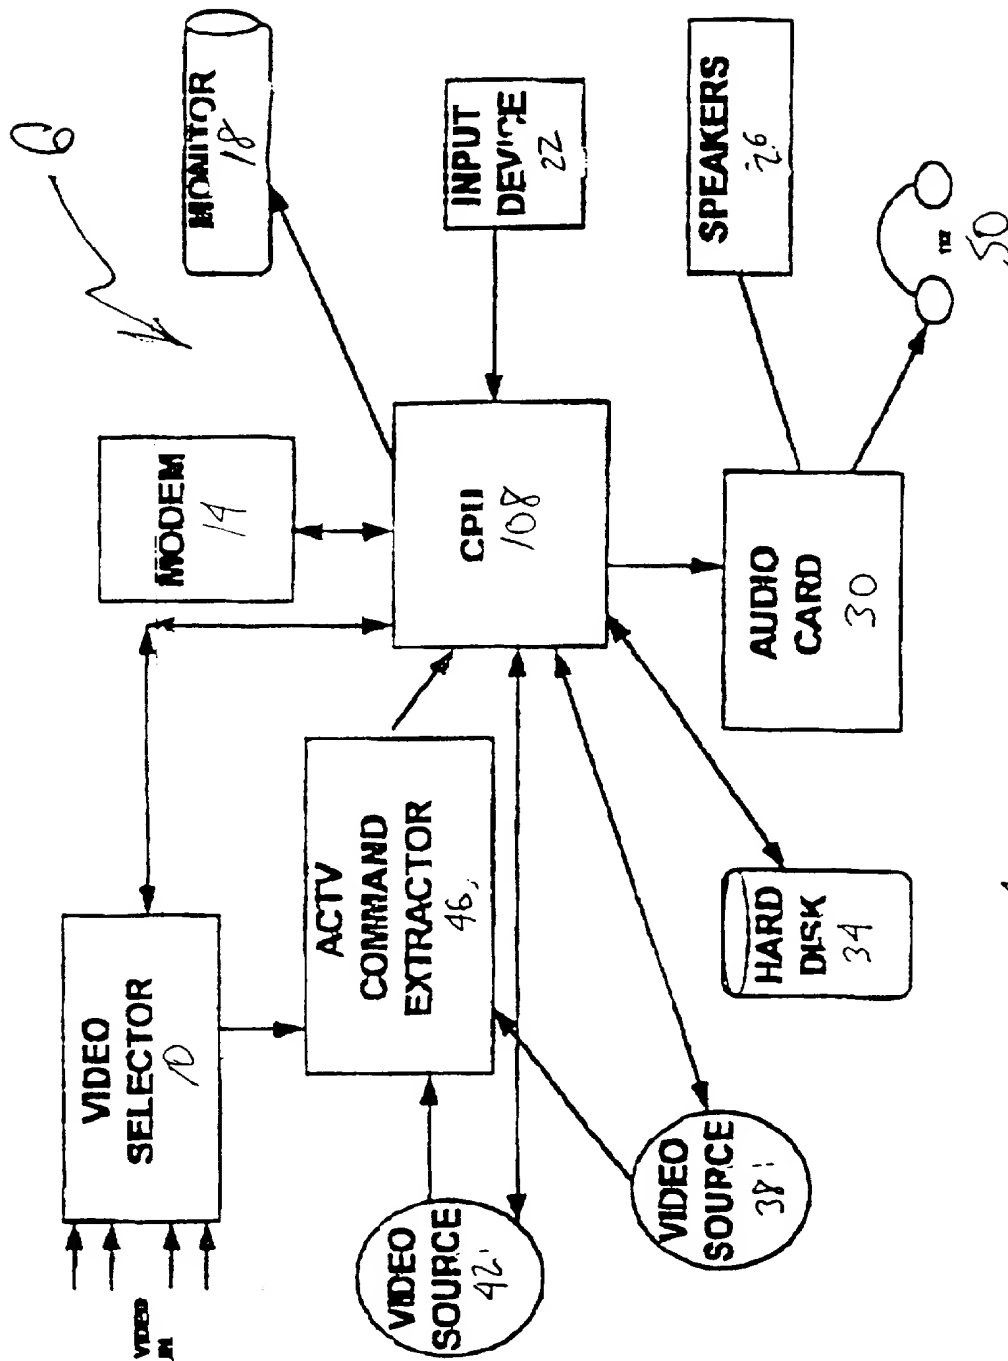 6
VIDEO
IN
VIDEO
SELECTOR
10
MODEM
14
MONITOR
18
ACTV
COMMAND
EXTRACTOR
46
CPU
108
INPUT
DEVICE
22
VIDEO
SOURCE
42
VIDEO
SOURCE
38
HARD
DISK
34
AUDIO
CARD
30
SPEAKERS
26
112
50